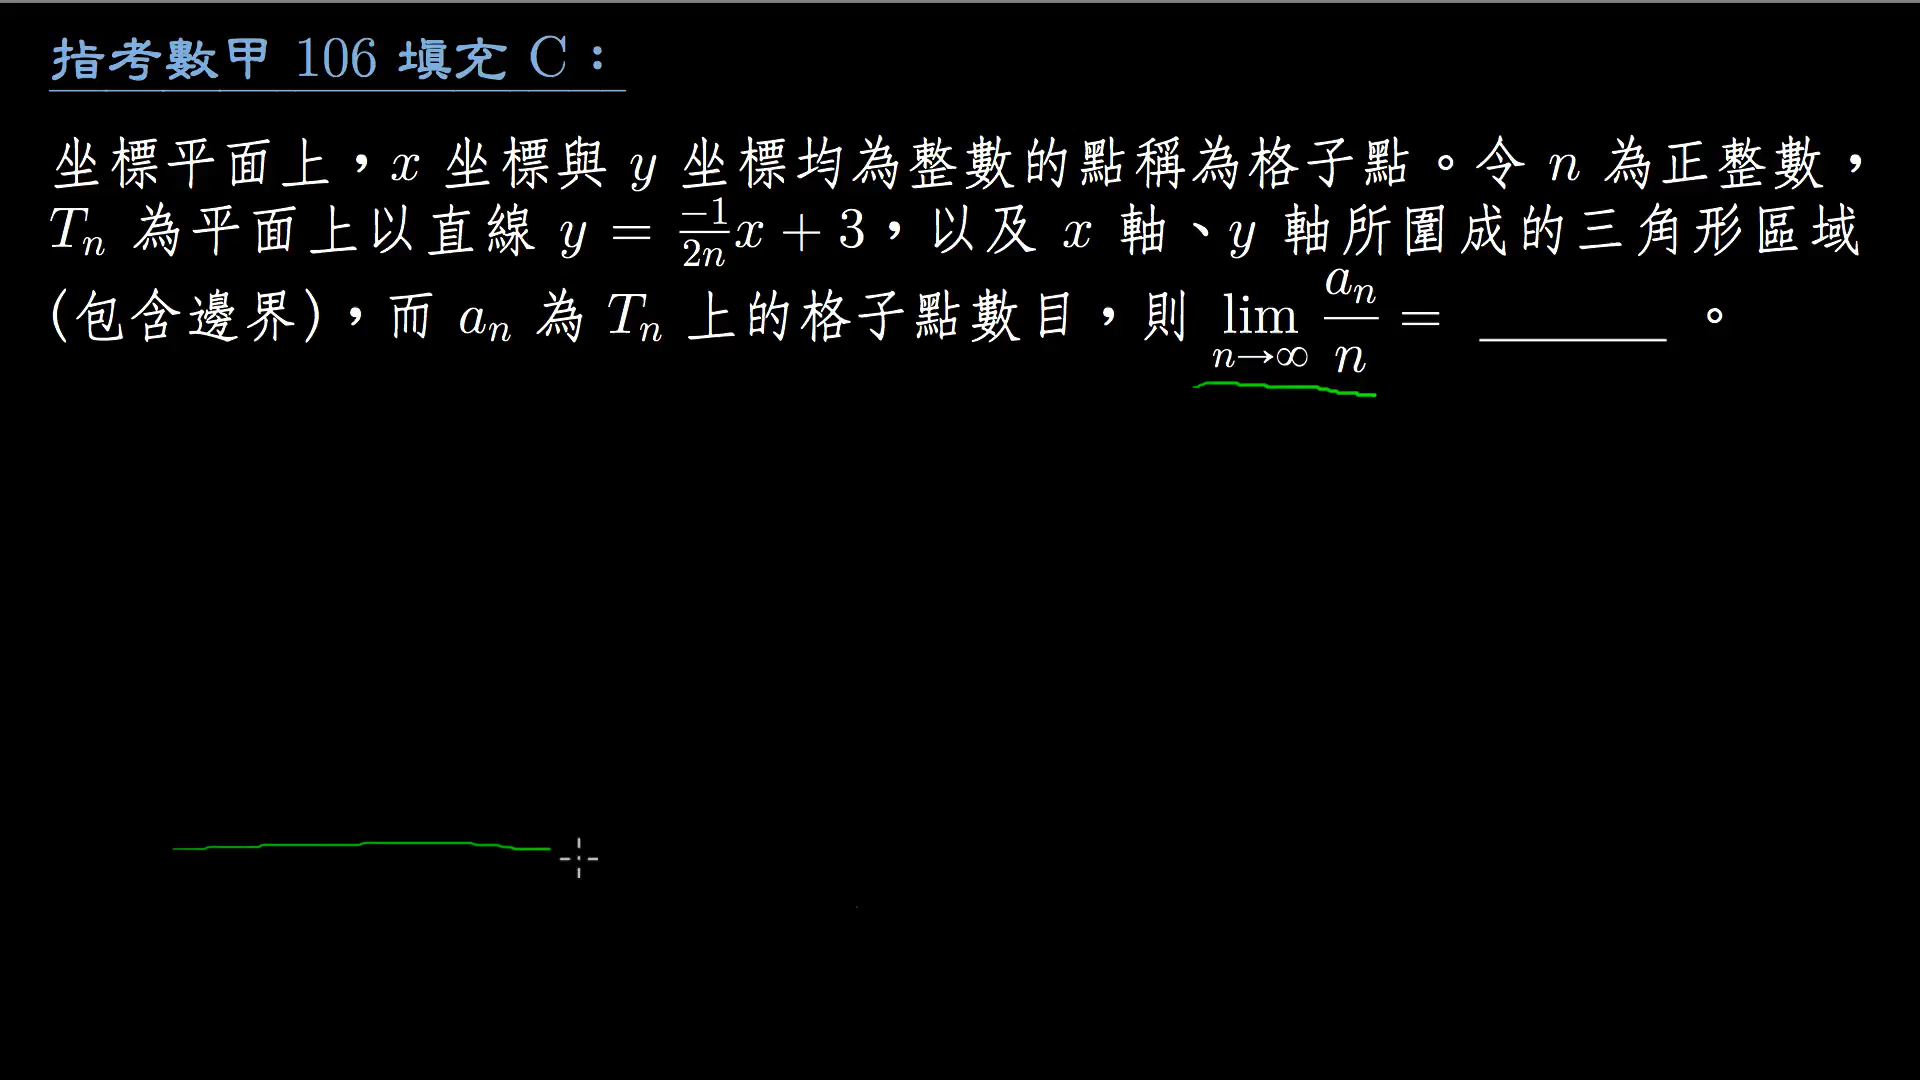 指考數甲 106 填充 C：
坐標平面上，x 坐標與 y 坐標均為整數的點稱為格子點。令 n 為正整數，
T_n 為平面上以直線 y = \frac{-1}{2n}x + 3，以及 x 軸、y 軸所圍成的三角形區域
(包含邊界)，而 a_n 為 T_n 上的格子點數目，則 \lim_{n→∞} \frac{a_n}{n} = ______ 。